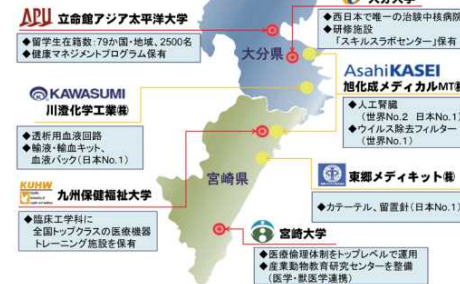 APU 立命館アジア太平洋大学
◆留学生在籍数:79か国・地域、2500名
◆健康マネジメントプログラム保有
大分大学
◆西日本で唯一の治験中核病院
◆研修施設
「スキルスラボセンター」保有
大分県
KAWASUMI
川澄化学工業㈱
◆透析用血液回路
◆輸液・輸血キット、
血液バック(日本No.1)
AsahiKASEI
旭化成メディカルMT㈱
◆人工腎臓
(世界No.2 日本No.1)
◆ウイルス除去フィルター
(世界No.1)
KUHW
九州保健福祉大学
◆臨床工学科に
全国トップクラスの医療機器
トレーニング施設を保有
宮崎県
東郷メディキット㈱
◆カテーテル、留置針(日本No.1)
宮崎大学
◆医療倫理体制をトップレベルで運用
◆産業動物教育研究センターを整備
(医学・獣医学連携)